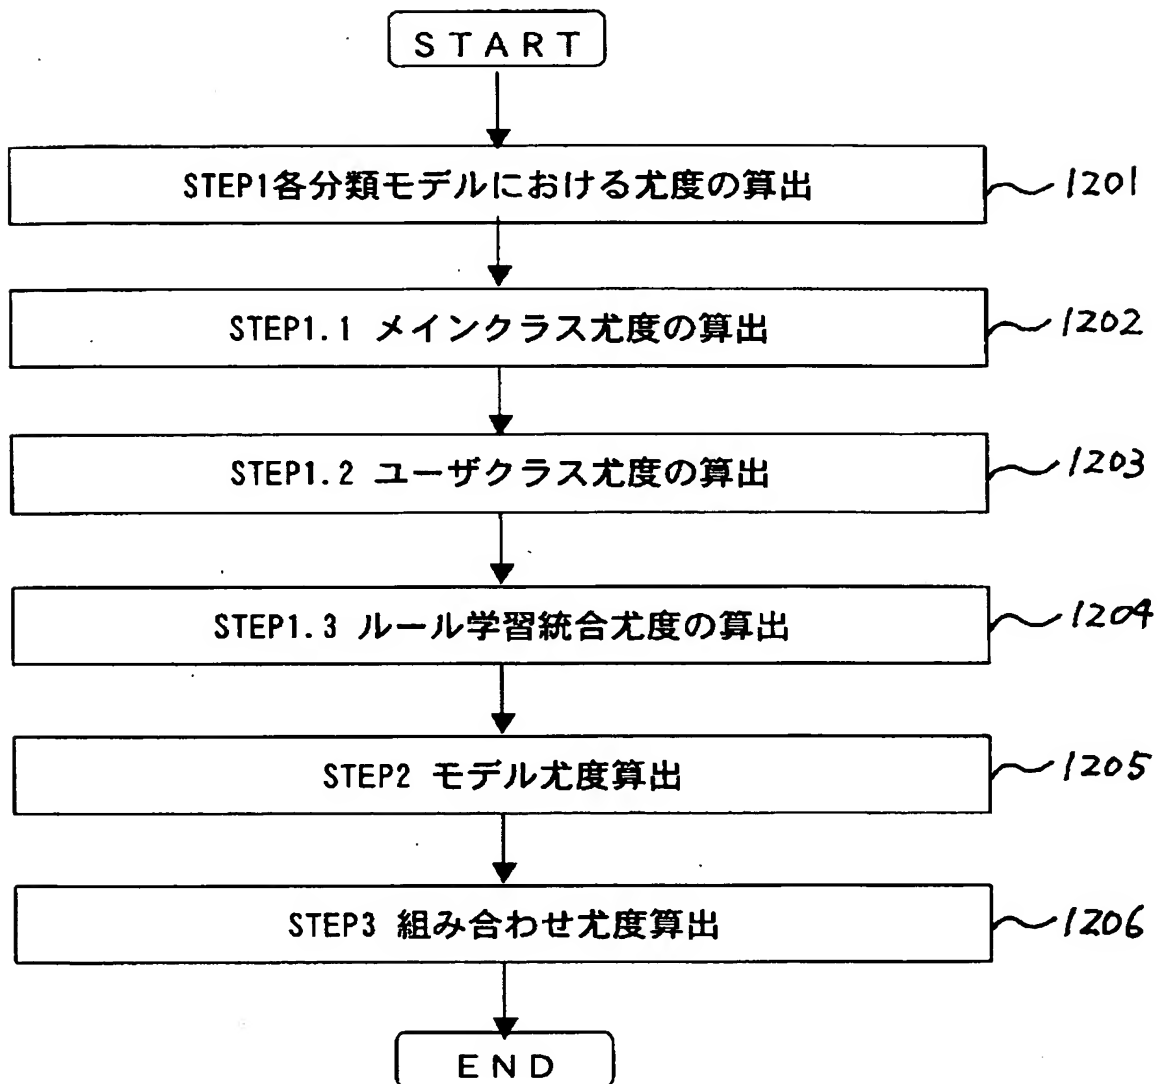 START
STEP1各分類モデルにおける尤度の算出
1201
STEP1.1 メインクラス尤度の算出
1202
STEP1.2 ユーザクラス尤度の算出
1203
STEP1.3 ルール学習統合尤度の算出
1204
STEP2 モデル尤度算出
1205
STEP3 組み合わせ尤度算出
1206
END